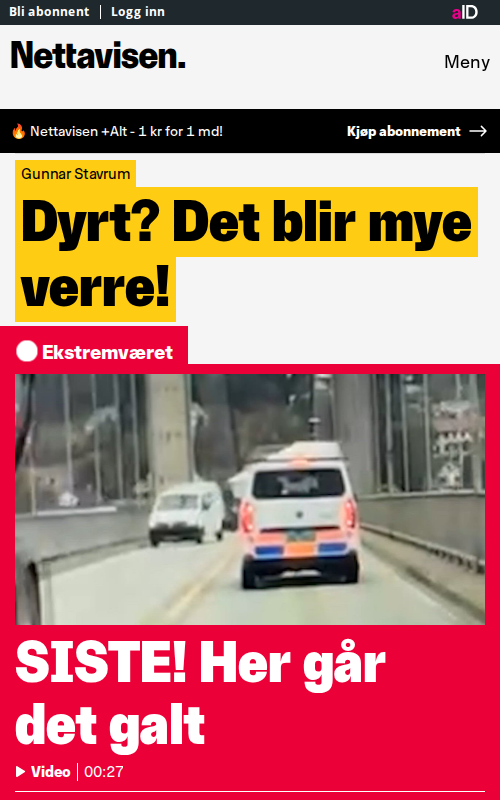 Bli abonnent | Logg inn
aID
Nettavisen.
Meny
🔥 Nettavisen +Alt - 1 kr for 1 md!
Kjøp abonnement →
Gunnar Stavrum
Dyrt? Det blir mye
verre!
Ekstremværet
SISTE! Her går
det galt
Video | 00:27